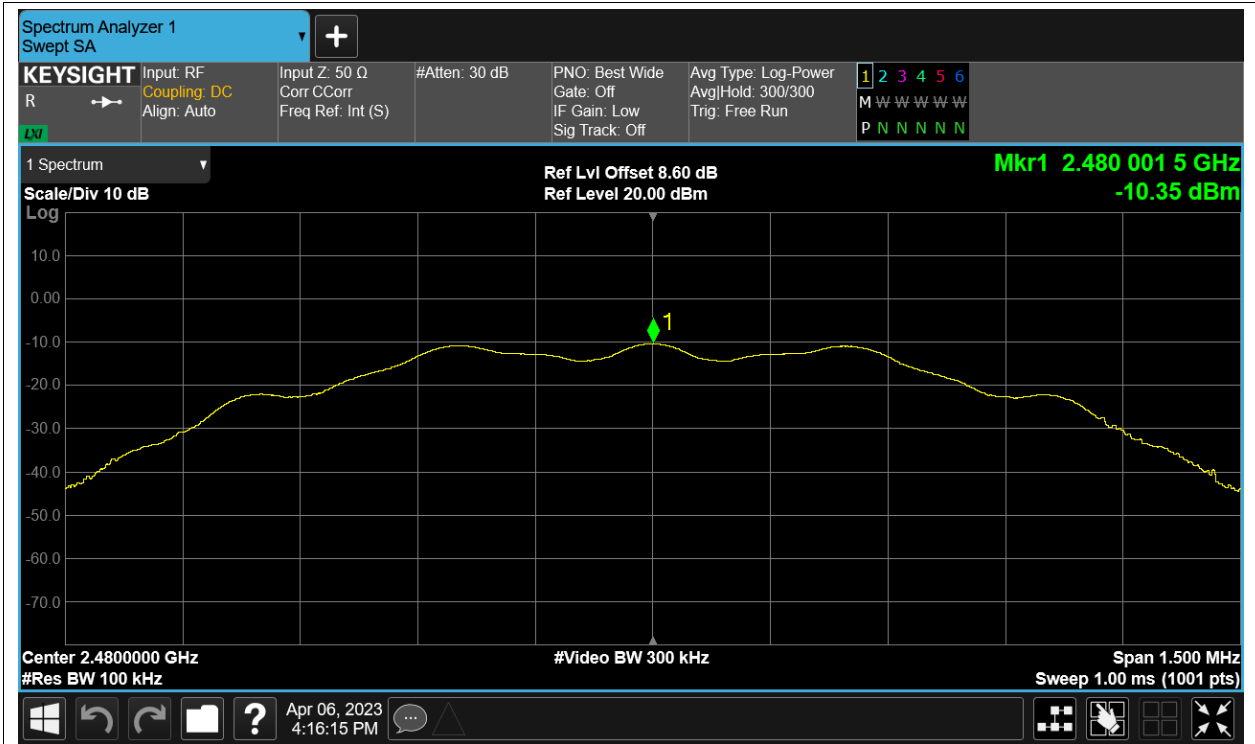 Spectrum Analyzer 1
Swept SA
KEYSIGHT
R
LXI
Input: RF
Coupling: DC
Align: Auto
Input Z: 50 Ω
Corr CCorr
Freq Ref: Int (S)
#Atten: 30 dB
PNO: Best Wide
Gate: Off
IF Gain: Low
Sig Track: Off
Avg Type: Log-Power
Avg|Hold: 300/300
Trig: Free Run
1 2 3 4 5 6
M W W W W W
P N N N N N
1 Spectrum
Scale/Div 10 dB
Log
Ref Lvl Offset 8.60 dB
Ref Level 20.00 dBm
Mkr1 2.480 001 5 GHz
-10.35 dBm
1
10.0
0.00
-10.0
-20.0
-30.0
-40.0
-50.0
-60.0
-70.0
Center 2.4800000 GHz
#Res BW 100 kHz
#Video BW 300 kHz
Span 1.500 MHz
Sweep 1.00 ms (1001 pts)
?
Apr 06, 2023
4:16:15 PM